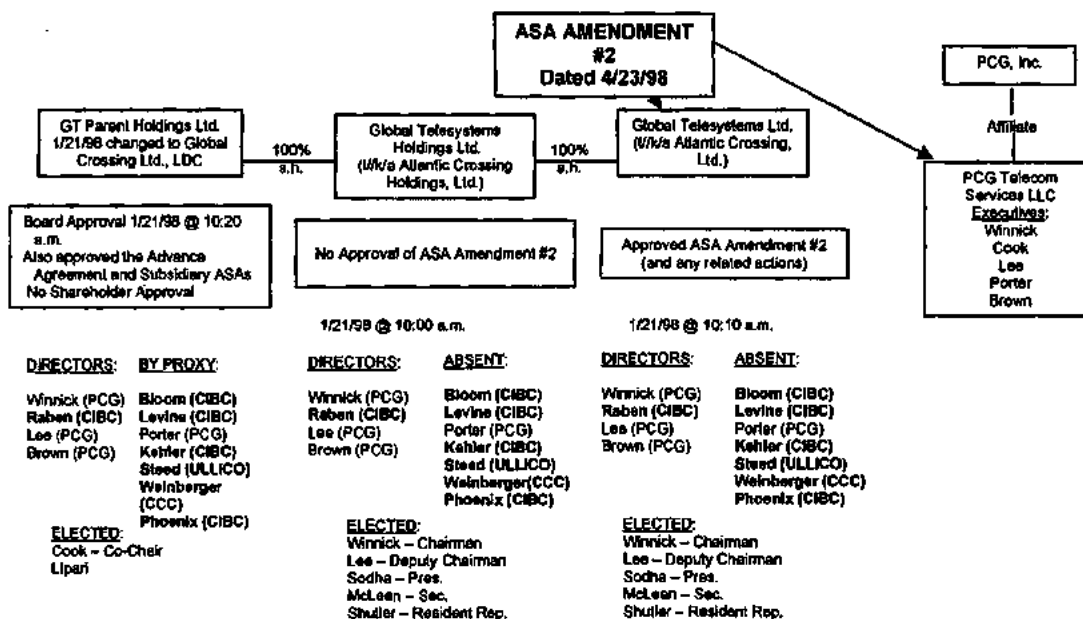 ASA AMENDMENT
#2
Dated 4/23/98
PCG, Inc.
Affiliate
GT Parent Holdings Ltd.
1/21/98 changed to Global
Crossing Ltd., LDC
100%
s.h.
Global Telesystems
Holdings Ltd.
(f/k/a Atlantic Crossing
Holdings, Ltd.)
100%
s.h.
Global Telesystems Ltd.
(f/k/a Atlantic Crossing,
Ltd.)
PCG Telecom
Services LLC
Executives:
Winnick
Cook
Lee
Porter
Brown
Board Approval 1/21/98 @ 10:20
a.m.
Also approved the Advance
Agreement and Subsidiary ASAs
No Shareholder Approval
No Approval of ASA Amendment #2
Approved ASA Amendment #2
(and any related actions)
1/21/98 @ 10:00 a.m.
1/21/98 @ 10:10 a.m.
DIRECTORS:
Winnick (PCG)
Raben (CIBC)
Lee (PCG)
Brown (PCG)
BY PROXY:
Bloom (CIBC)
Levine (CIBC)
Porter (PCG)
Kehler (CIBC)
Steed (ULLICO)
Weinberger
(CCC)
Phoenix (CIBC)
ELECTED:
Cook – Co-Chair
Lipari
DIRECTORS:
Winnick (PCG)
Raben (CIBC)
Lee (PCG)
Brown (PCG)
ABSENT:
Bloom (CIBC)
Levine (CIBC)
Porter (PCG)
Kehler (CIBC)
Steed (ULLICO)
Weinberger(CCC)
Phoenix (CIBC)
ELECTED:
Winnick – Chairman
Lee – Deputy Chairman
Sodha – Pres.
McLean – Sec.
Shutler – Resident Rep.
DIRECTORS:
Winnick (PCG)
Raben (CIBC)
Lee (PCG)
Brown (PCG)
ABSENT:
Bloom (CIBC)
Levine (CIBC)
Porter (PCG)
Kehler (CIBC)
Steed (ULLICO)
Weinberger (CCC)
Phoenix (CIBC)
ELECTED:
Winnick – Chairman
Lee – Deputy Chairman
Sodha – Pres.
McLean – Sec.
Shutler – Resident Rep.